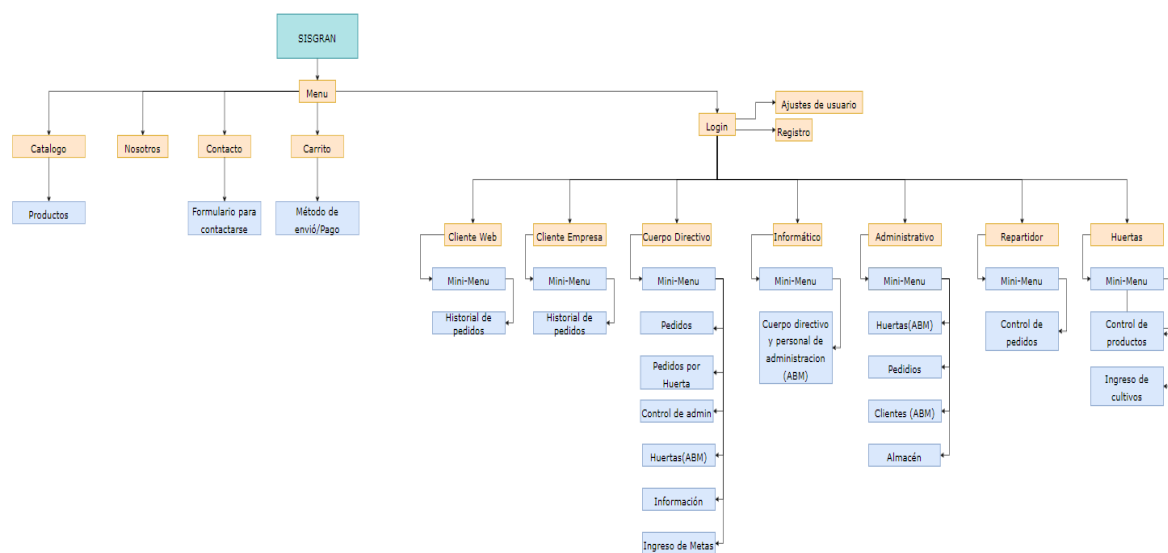 SISGRAN
Menu
Ajustes de usuario
Login
Registro
Catalogo
Nosotros
Contacto
Carrito
Productos
Formulario para
contactarse
Método de
envió/Pago
Cliente Web
Cliente Empresa
Cuerpo Directivo
Informático
Administrativo
Repartidor
Huertas
Mini-Menu
Mini-Menu
Mini-Menu
Mini-Menu
Mini-Menu
Mini-Menu
Mini-Menu
Historial de
pedidos
Historial de
pedidos
Pedidos
Pedidos por
Huerta
Control de admin
Huertas(ABM)
Información
Ingreso de Metas
Cuerpo directivo
y personal de
administracion
(ABM)
Huertas(ABM)
Pedidios
Clientes (ABM)
Almacén
Control de
pedidos
Control de
productos
Ingreso de
cultivos